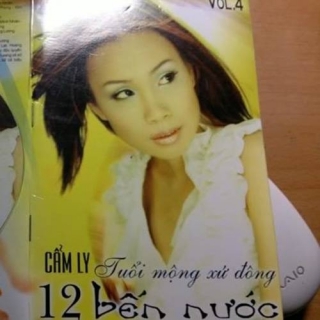 VOL.4
CẨM LY Tuổi mộng xứ đông
12 bến nước
VAIO